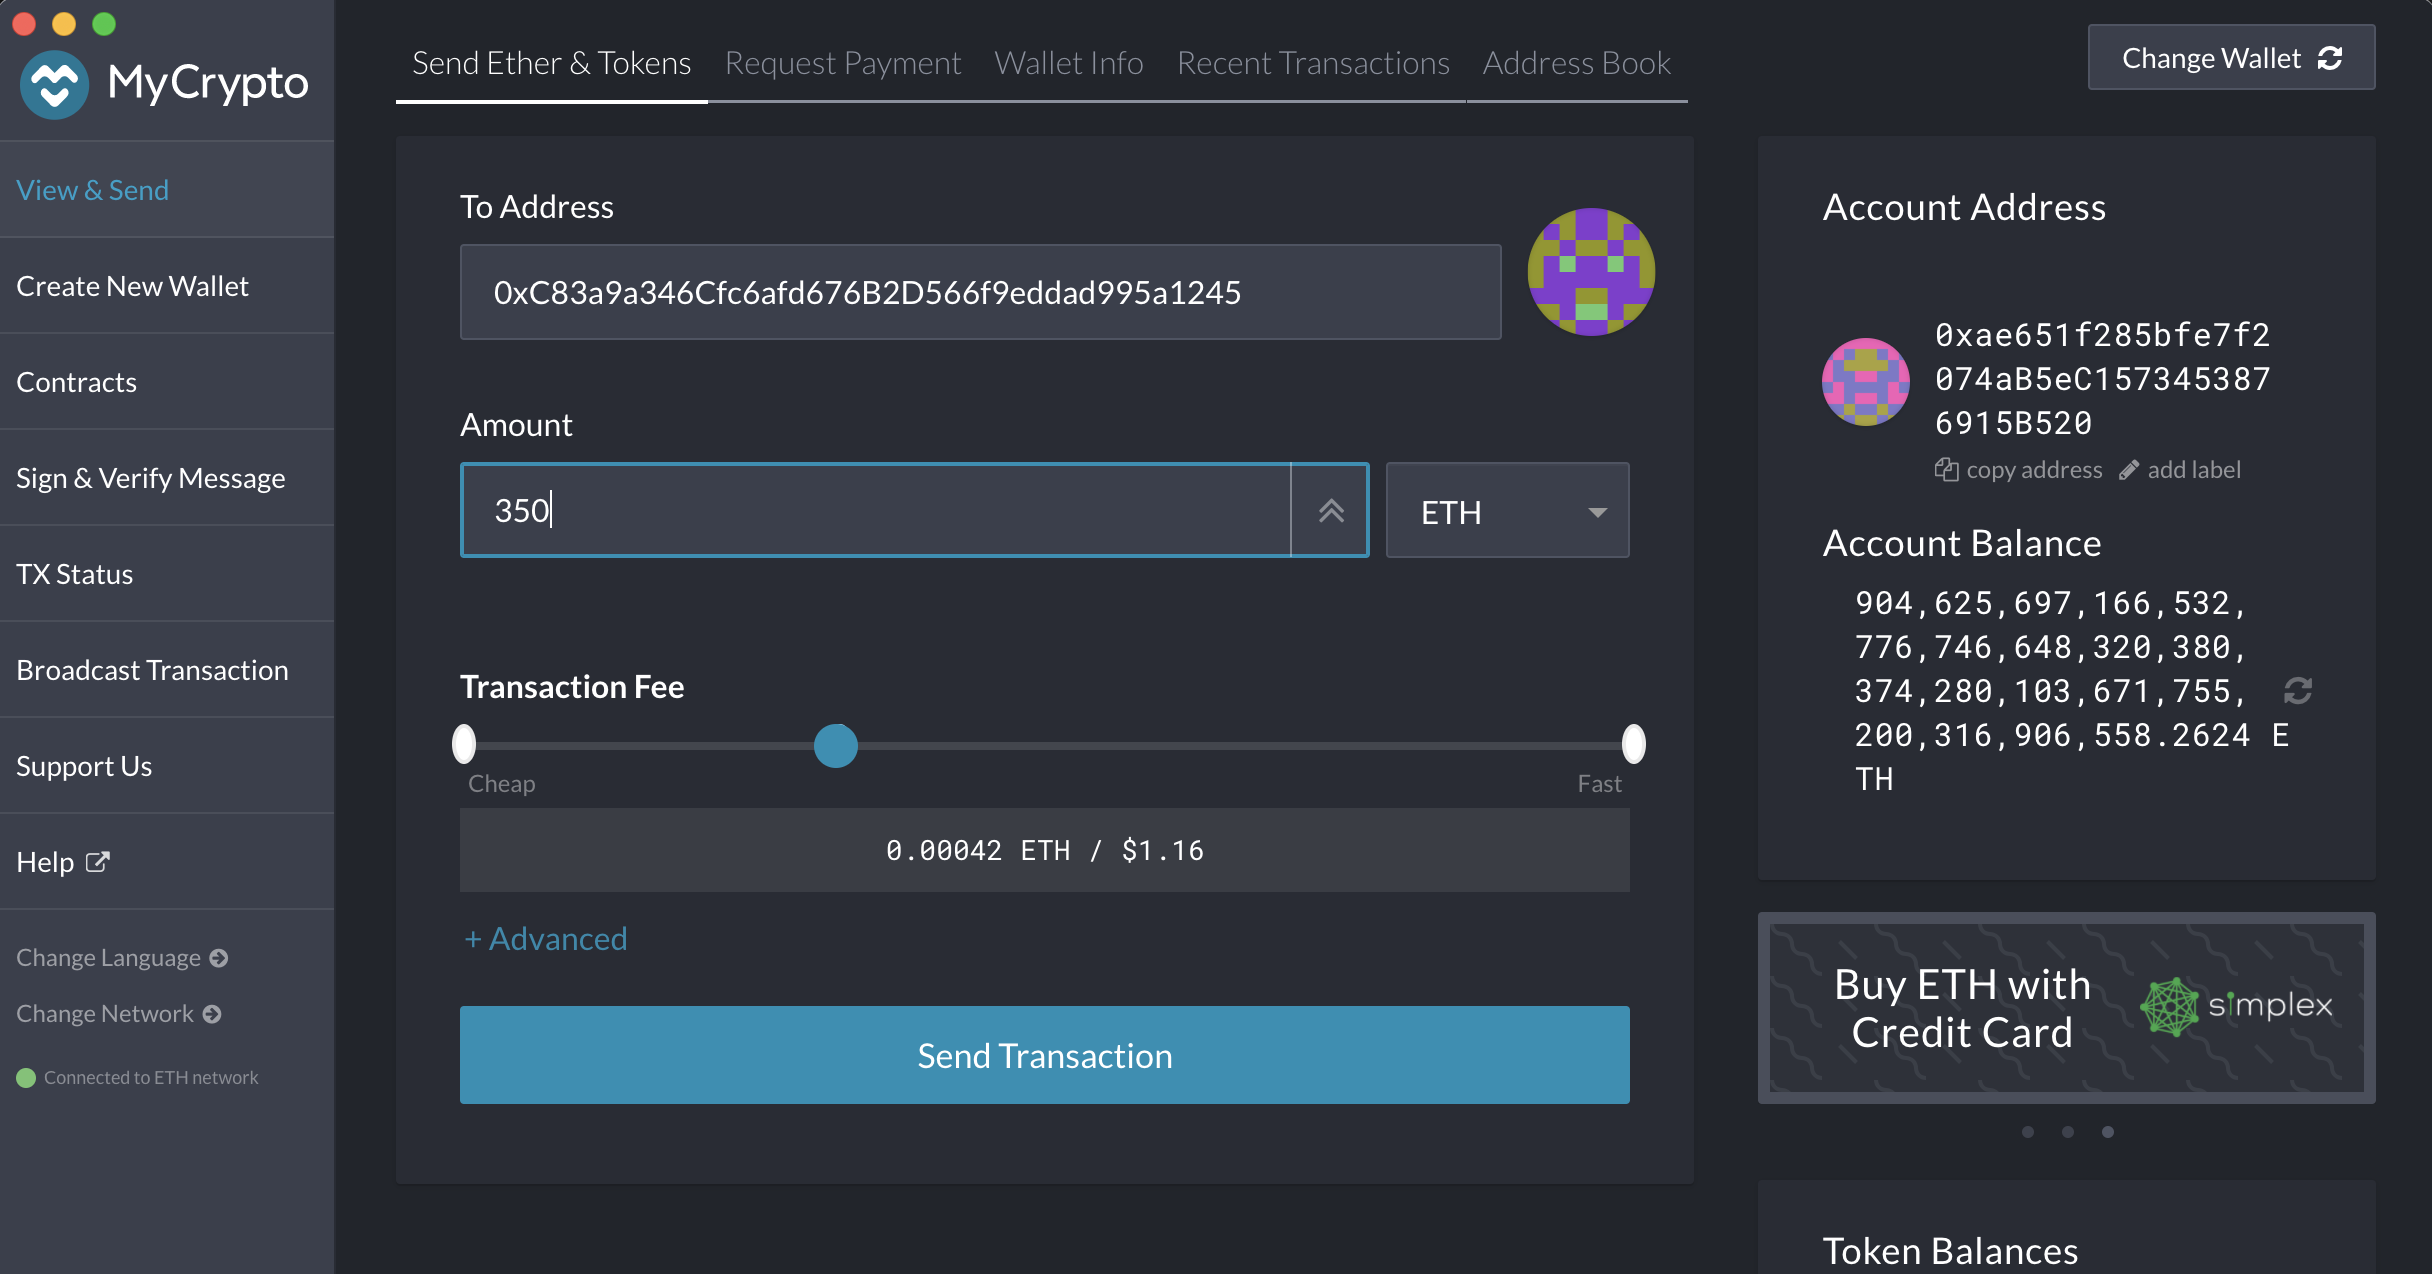 MyCrypto
View & Send
Create New Wallet
Contracts
Sign & Verify Message
TX Status
Broadcast Transaction
Support Us
Help
Change Language
Change Network
Connected to ETH network
Send Ether & Tokens
Request Payment
Wallet Info
Recent Transactions
Address Book
Change Wallet
To Address
0xC83a9a346Cfc6afd676B2D566f9eddad995a1245
Amount
350
ETH
Transaction Fee
Cheap
Fast
0.00042 ETH / $1.16
+ Advanced
Send Transaction
Account Address
0xae651f285bfe7f2
074aB5eC157345387
6915B520
copy address
add label
Account Balance
904,625,697,166,532,
776,746,648,320,380,
374,280,103,671,755,
200,316,906,558.2624 E
TH
Buy ETH with
Credit Card
simplex
Token Balances